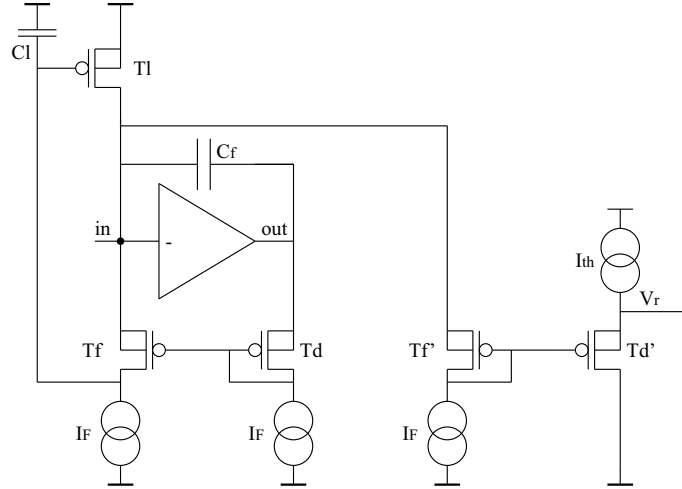 Cl
Tl
Cf
in
-
out
Ith
Vr
Tf
Td
Tf’
Td’
IF
IF
IF